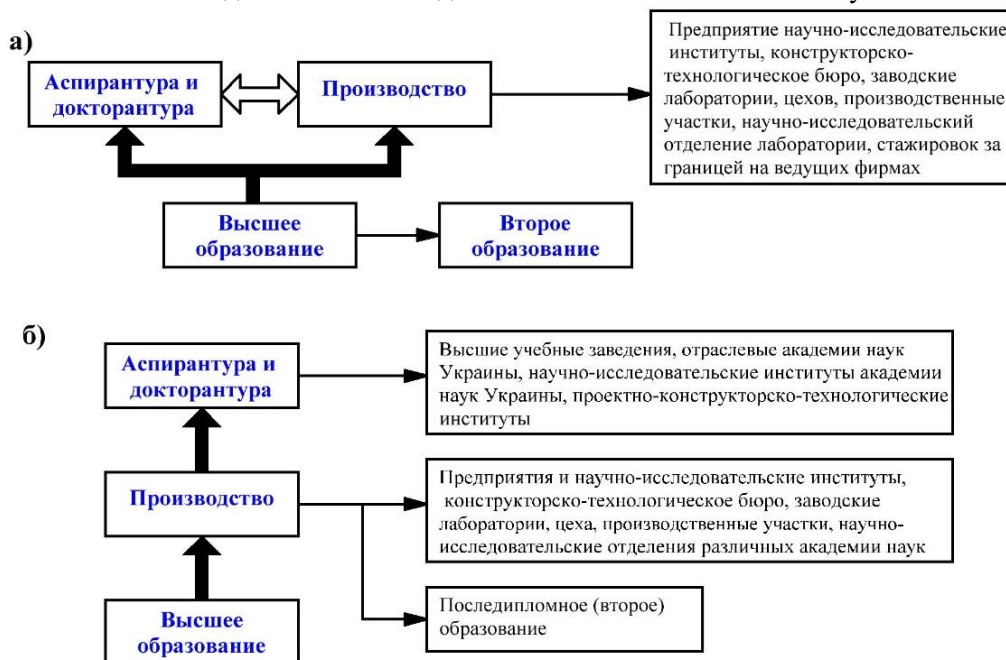 а)
Аспирантура и
докторантура
Производство
Предприятие научно-исследовательские
институты, конструкторско-
технологическое бюро, заводские
лаборатории, цехов, производственные
участки, научно-исследовательский
отделение лаборатории, стажировок за
границей на ведущих фирмах
Высшее
образование
Второе
образование
б)
Аспирантура и
докторантура
Высшие учебные заведения, отраслевые академии наук
Украины, научно-исследовательские институты академии
наук Украины, проектно-конструкторско-технологические
институты
Производство
Предприятия и научно-исследовательские институты,
конструкторско-технологическое бюро, заводские
лаборатории, цеха, производственные участки, научно-
исследовательские отделения различных академии наук
Последипломное (второе)
образование
Высшее
образование